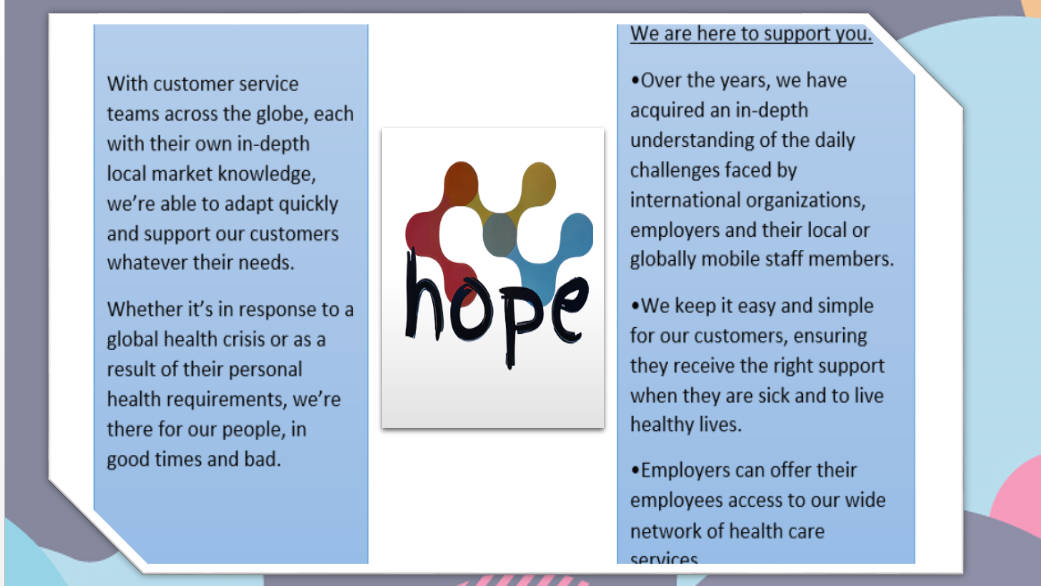 With customer service
teams across the globe, each
with their own in-depth
local market knowledge,
we’re able to adapt quickly
and support our customers
whatever their needs.
Whether it’s in response to a
global health crisis or as a
result of their personal
health requirements, we’re
there for our people, in
good times and bad.
hope
We are here to support you.
•Over the years, we have
acquired an in-depth
understanding of the daily
challenges faced by
international organizations,
employers and their local or
globally mobile staff members.
•We keep it easy and simple
for our customers, ensuring
they receive the right support
when they are sick and to live
healthy lives.
•Employers can offer their
employees access to our wide
network of health care
services